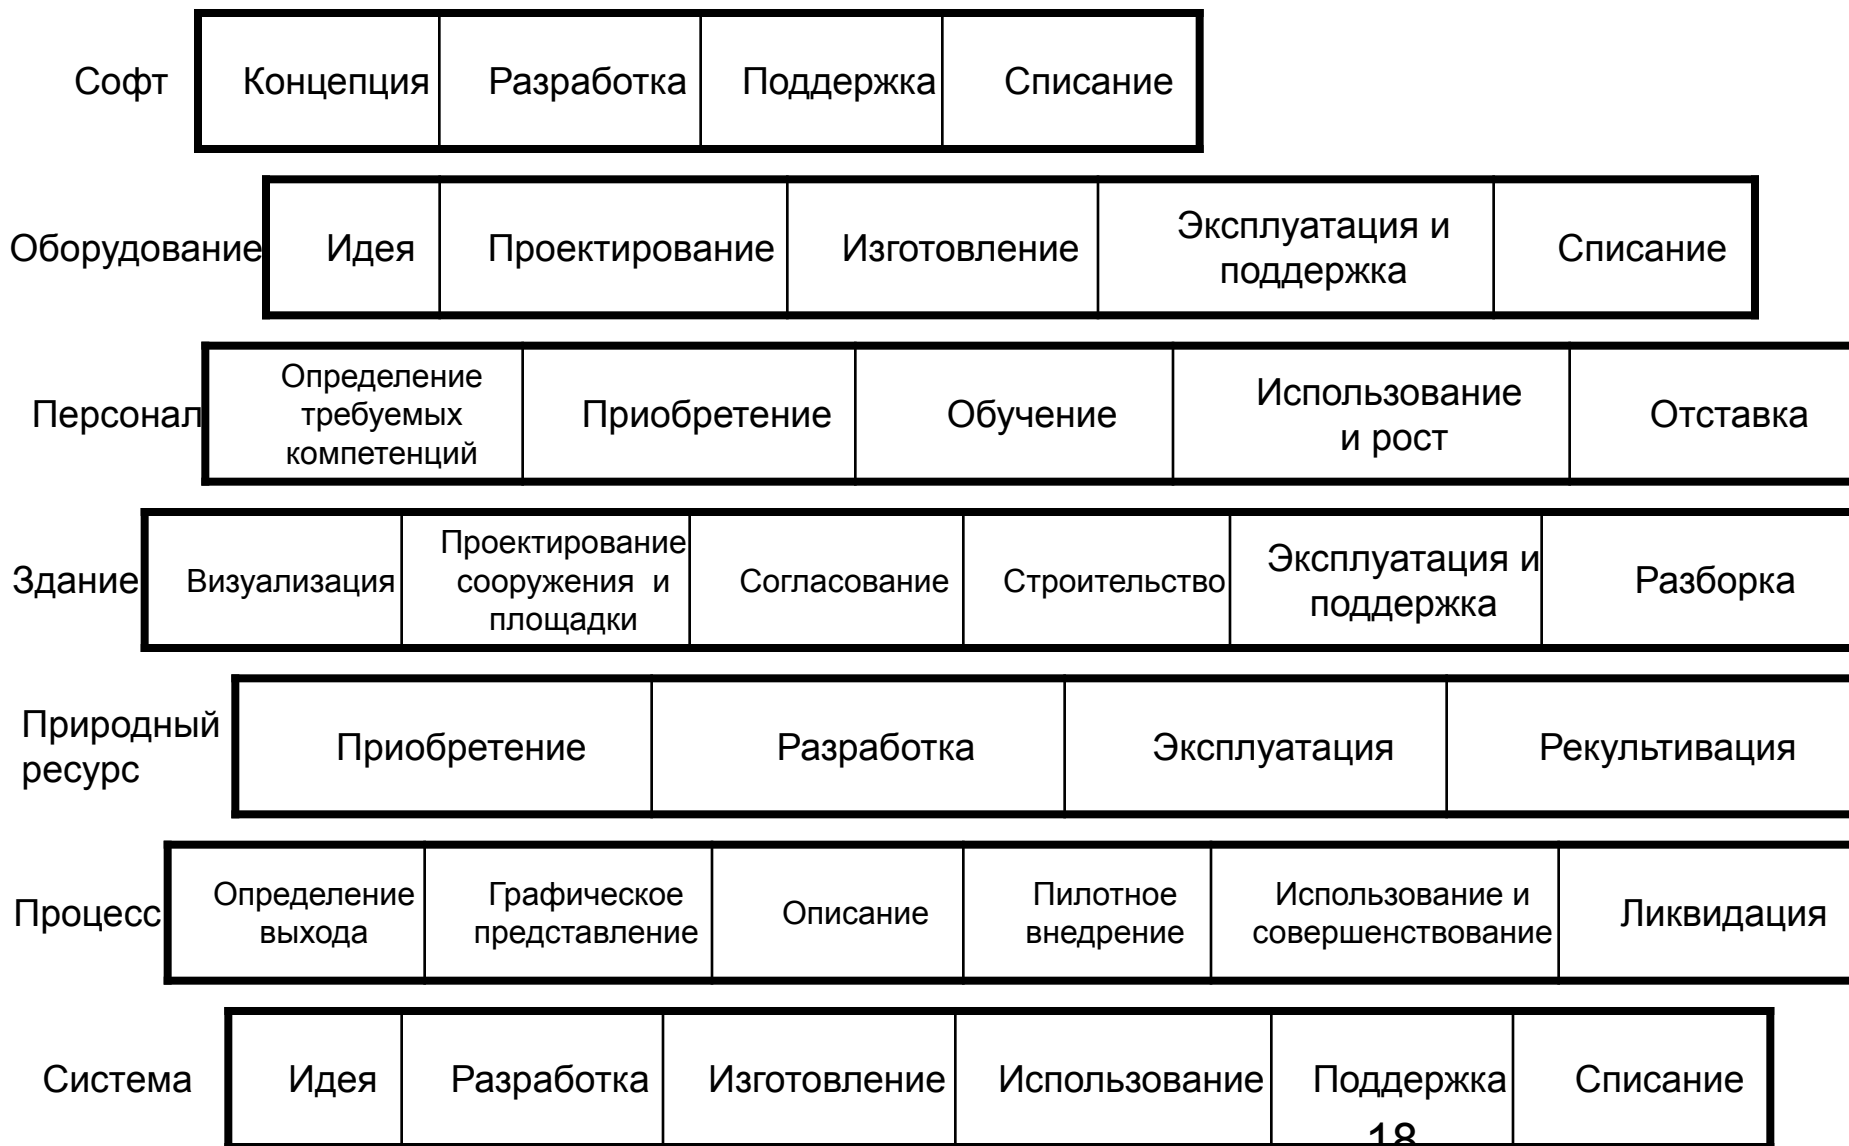 Софт Концепция Разработка Поддержка Списание
Оборудование Идея Проектирование Изготовление Эксплуатация и
поддержка Списание
Персонал Определение
требуемых
компетенций Приобретение Обучение Использование
и рост Отставка
Здание Визуализация Проектирование
сооружения и
площадки Согласование Строительство Эксплуатация и
поддержка Разборка
Природный
ресурс Приобретение Разработка Эксплуатация Рекультивация
Процесс Определение
выхода Графическое
представление Описание Пилотное
внедрение Использование и
совершенствование Ликвидация
Система Идея Разработка Изготовление Использование Поддержка Списание
18